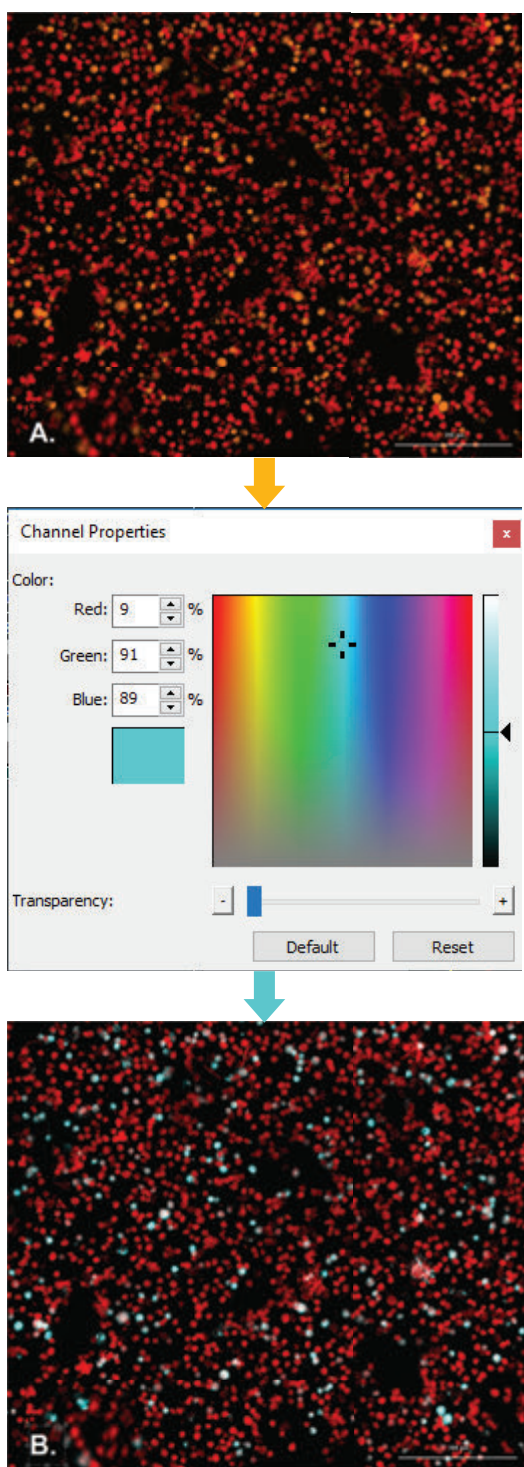 A.
Channel Properties
x
Color:
Red: 9 %
Green: 91 %
Blue: 89 %
Transparency:
- +
Default Reset
B.